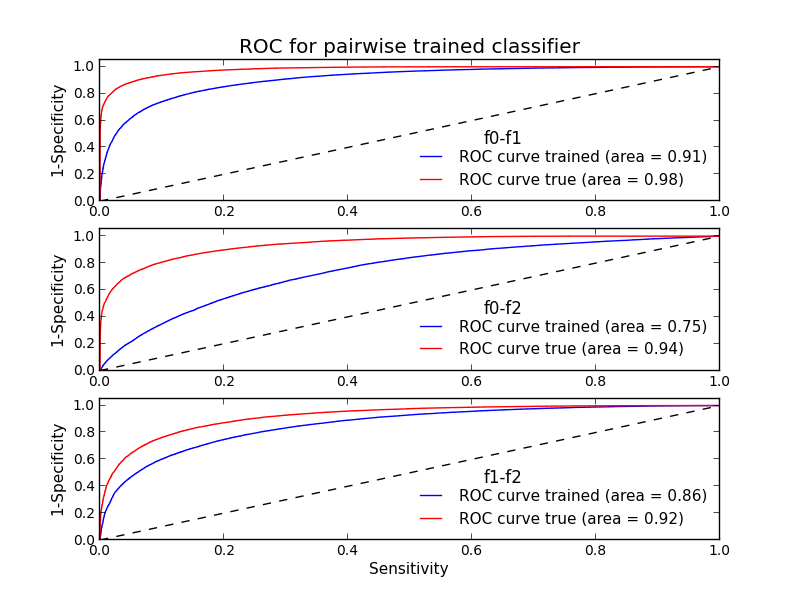 ROC for pairwise trained classifier
1.0
0.8
0.6
0.4
0.2
0.0
1-Specificity
f0-f1
ROC curve trained (area = 0.91)
ROC curve true (area = 0.98)
0.0 0.2 0.4 0.6 0.8 1.0
1.0
0.8
0.6
0.4
0.2
0.0
1-Specificity
f0-f2
ROC curve trained (area = 0.75)
ROC curve true (area = 0.94)
0.0 0.2 0.4 0.6 0.8 1.0
1.0
0.8
0.6
0.4
0.2
0.0
1-Specificity
f1-f2
ROC curve trained (area = 0.86)
ROC curve true (area = 0.92)
0.0 0.2 0.4 0.6 0.8 1.0
Sensitivity